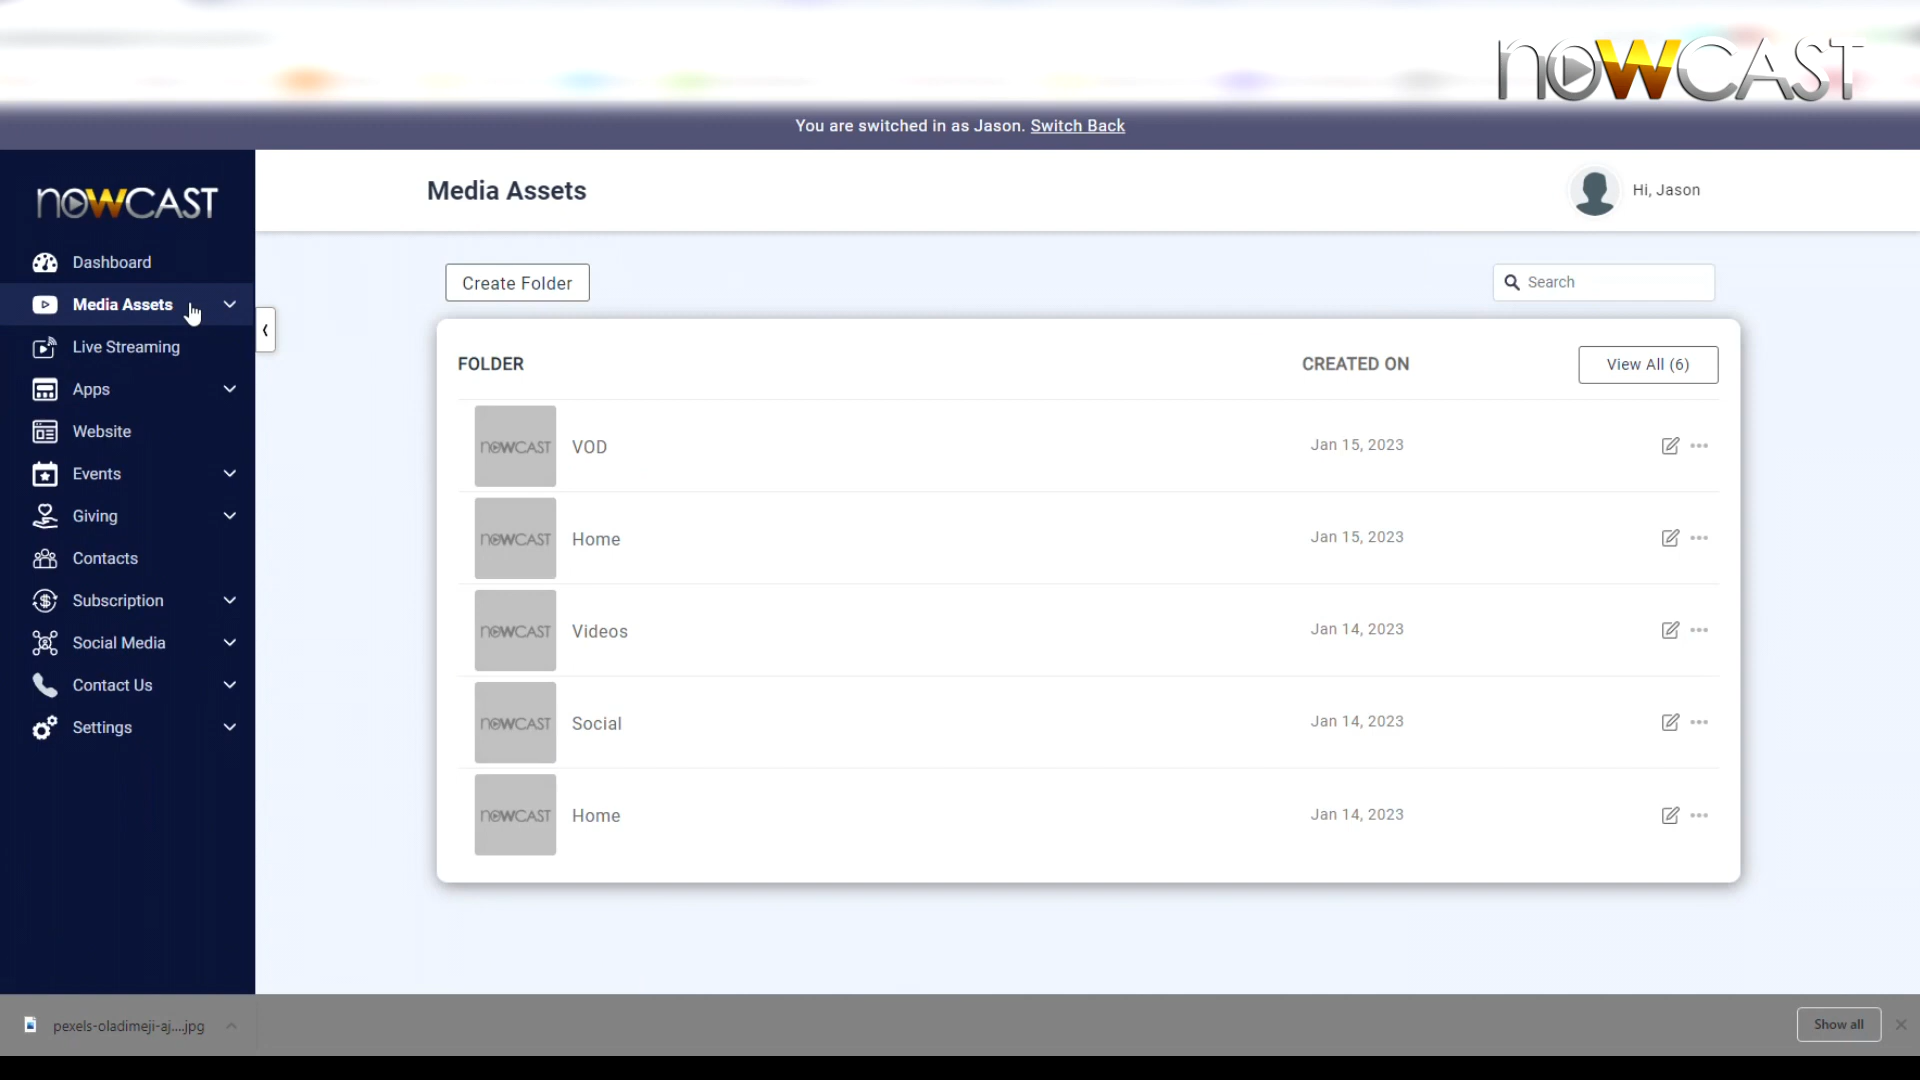 nowCAST
You are switched in as Jason. Switch Back
nowCAST
Media Assets
Hi, Jason
Dashboard
Media Assets
Live Streaming
Apps
Website
Events
Giving
Contacts
Subscription
Social Media
Contact Us
Settings
Create Folder
Search
FOLDER
CREATED ON
View All (6)
nowCAST
VOD
Jan 15, 2023
nowCAST
Home
Jan 15, 2023
nowCAST
Videos
Jan 14, 2023
nowCAST
Social
Jan 14, 2023
nowCAST
Home
Jan 14, 2023
pexels-oladimeji-aj....jpg
Show all